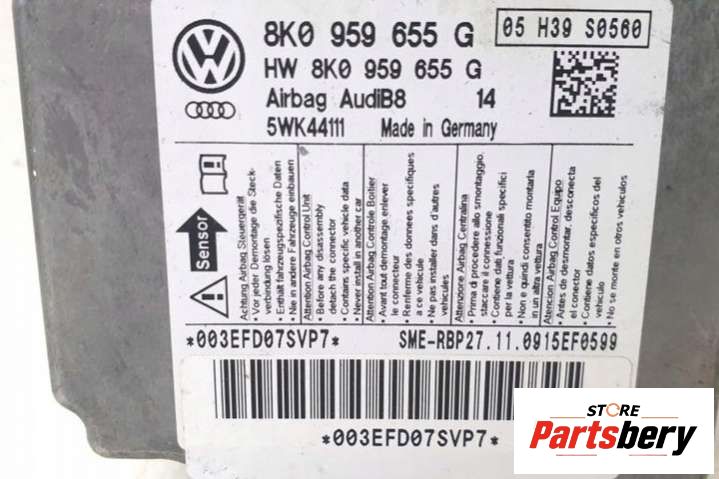 8K0 959 655 G
05 H39 S0560
HW 8K0 959 655 G
Airbag AudiB8 14
5WK44111 Made in Germany
Sensor
Achtung Airbag Steuergerät
• Vor jeder Demontage die Steck-
verbindung lösen
• Enthält fahrzeugspezifische Daten
• Nie in andere Fahrzeuge einbauen
Attention Airbag Control Unit
• Before any disassembly
detach the connector
• Contains specific vehicle data
• Never install in another car
Attention Airbag Controle Boitier
• Avant tout demontage enlever
le connecteur
• Renferme des donnees specifiques
a ce véhicule
• Ne pas installer dans d'autres
vehicules
Attenzione Airbag Centralina
• Prima di procedere allo smontaggio,
staccare il connessione
• Contiene dati funzionali specifici
per la vettura
• Non e quindi consentito montarla
in un altra vettura
Atencion Airbag Control Equipo
• Antes de desmontar, desconecta
el conector
• Contiene datos especificos del
vehiculo
• No se monte en otros vehiculos
*003EFD07SVP7*
SME-RBP27.11.0915EF0599
*003EFD07SVP7*
STORE
Partsbery